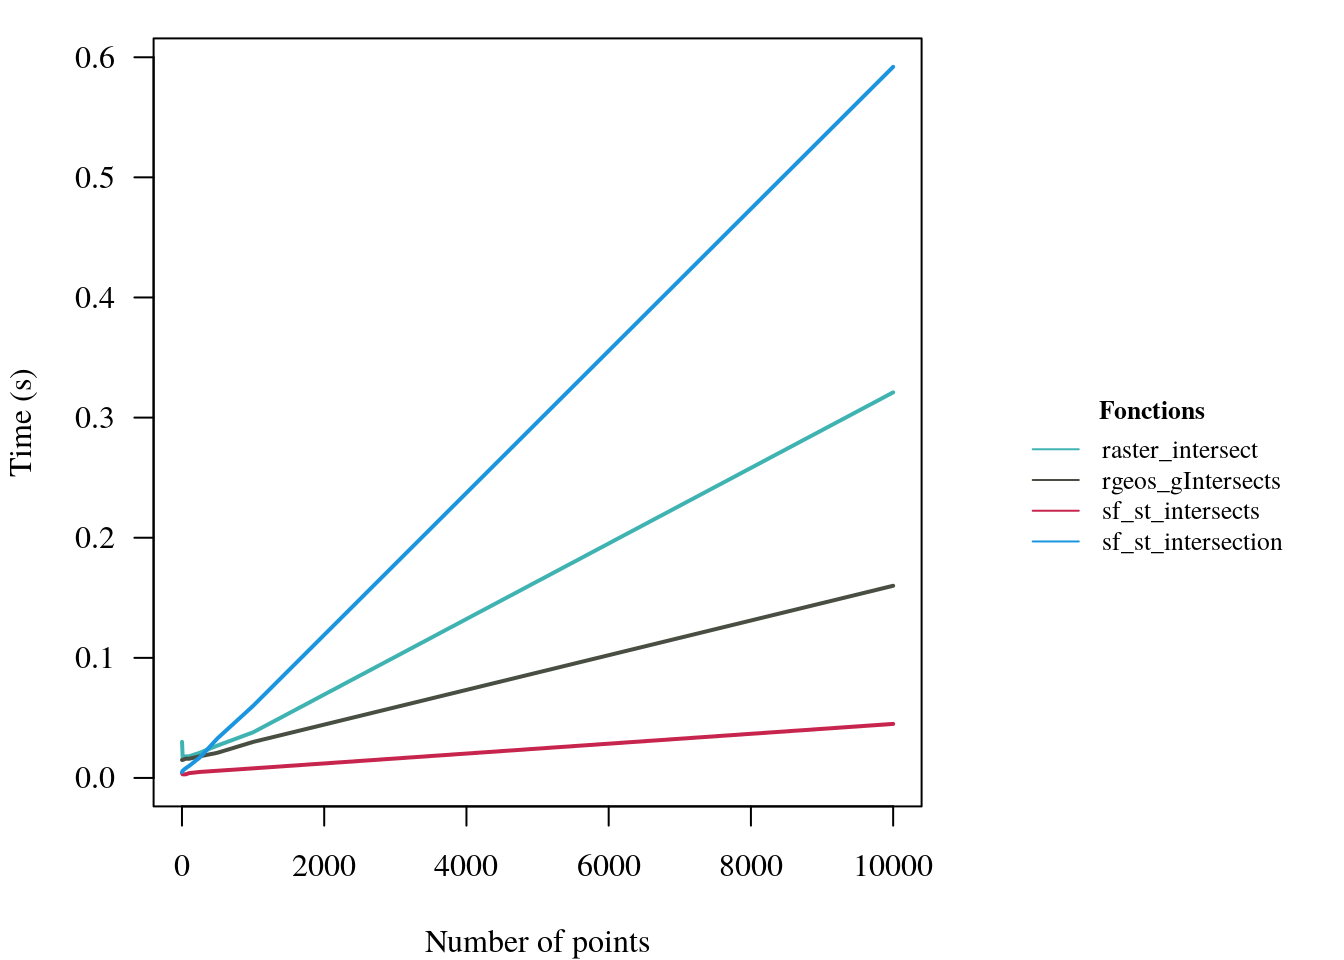 0.6
0.5
0.4
0.3
0.2
0.1
0.0
Time (s)
0 2000 4000 6000 8000 10000
Number of points
Fonctions
raster_intersect
rgeos_gIntersects
sf_st_intersects
sf_st_intersection